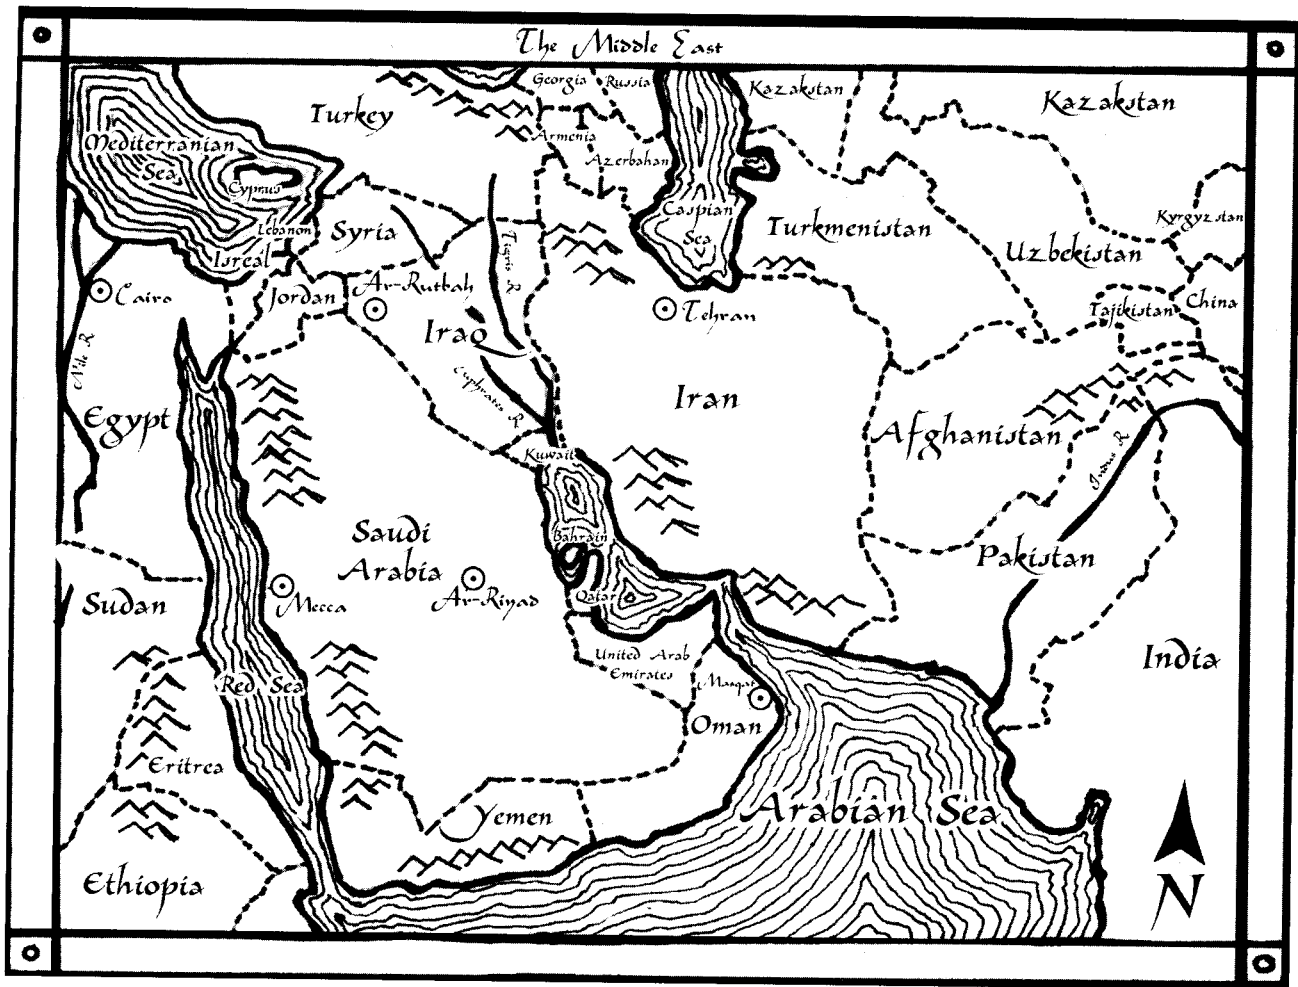 The Middle East
Georgia
Russia
Kazakstan
Kazakstan
Turkey
Armenia
Azerbahan
Mediterranian
Sea
Cyprus
Lebanon
Isreal
Syria
Caspian
Sea
Turkmenistan
Kyrgyzstan
Uzbekistan
Tajikistan
China
Cairo
Jordan
Ar-Rutbah
Tigris R
Iraq
Tehran
Nile R
Euphrates R
Iran
Egypt
Afghanistan
Indus R
Kuwait
Saudi
Arabia
Bahrain
Pakistan
Sudan
Mecca
Ar-Riyad
Qatar
United Arab
Emirates
India
Red Sea
Masqat
Oman
Eritrea
Yemen
Arabian Sea
Ethiopia
N